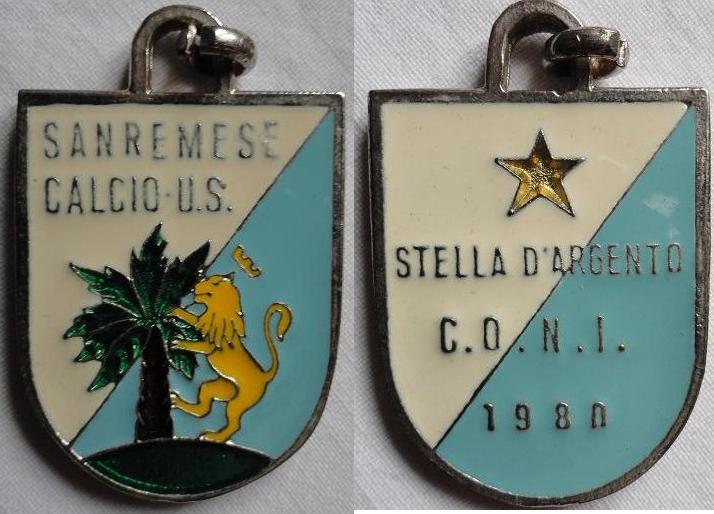 SANREMESE
CALCIO-U.S.
STELLA D'ARGENTO
C.O.N.I.
1980